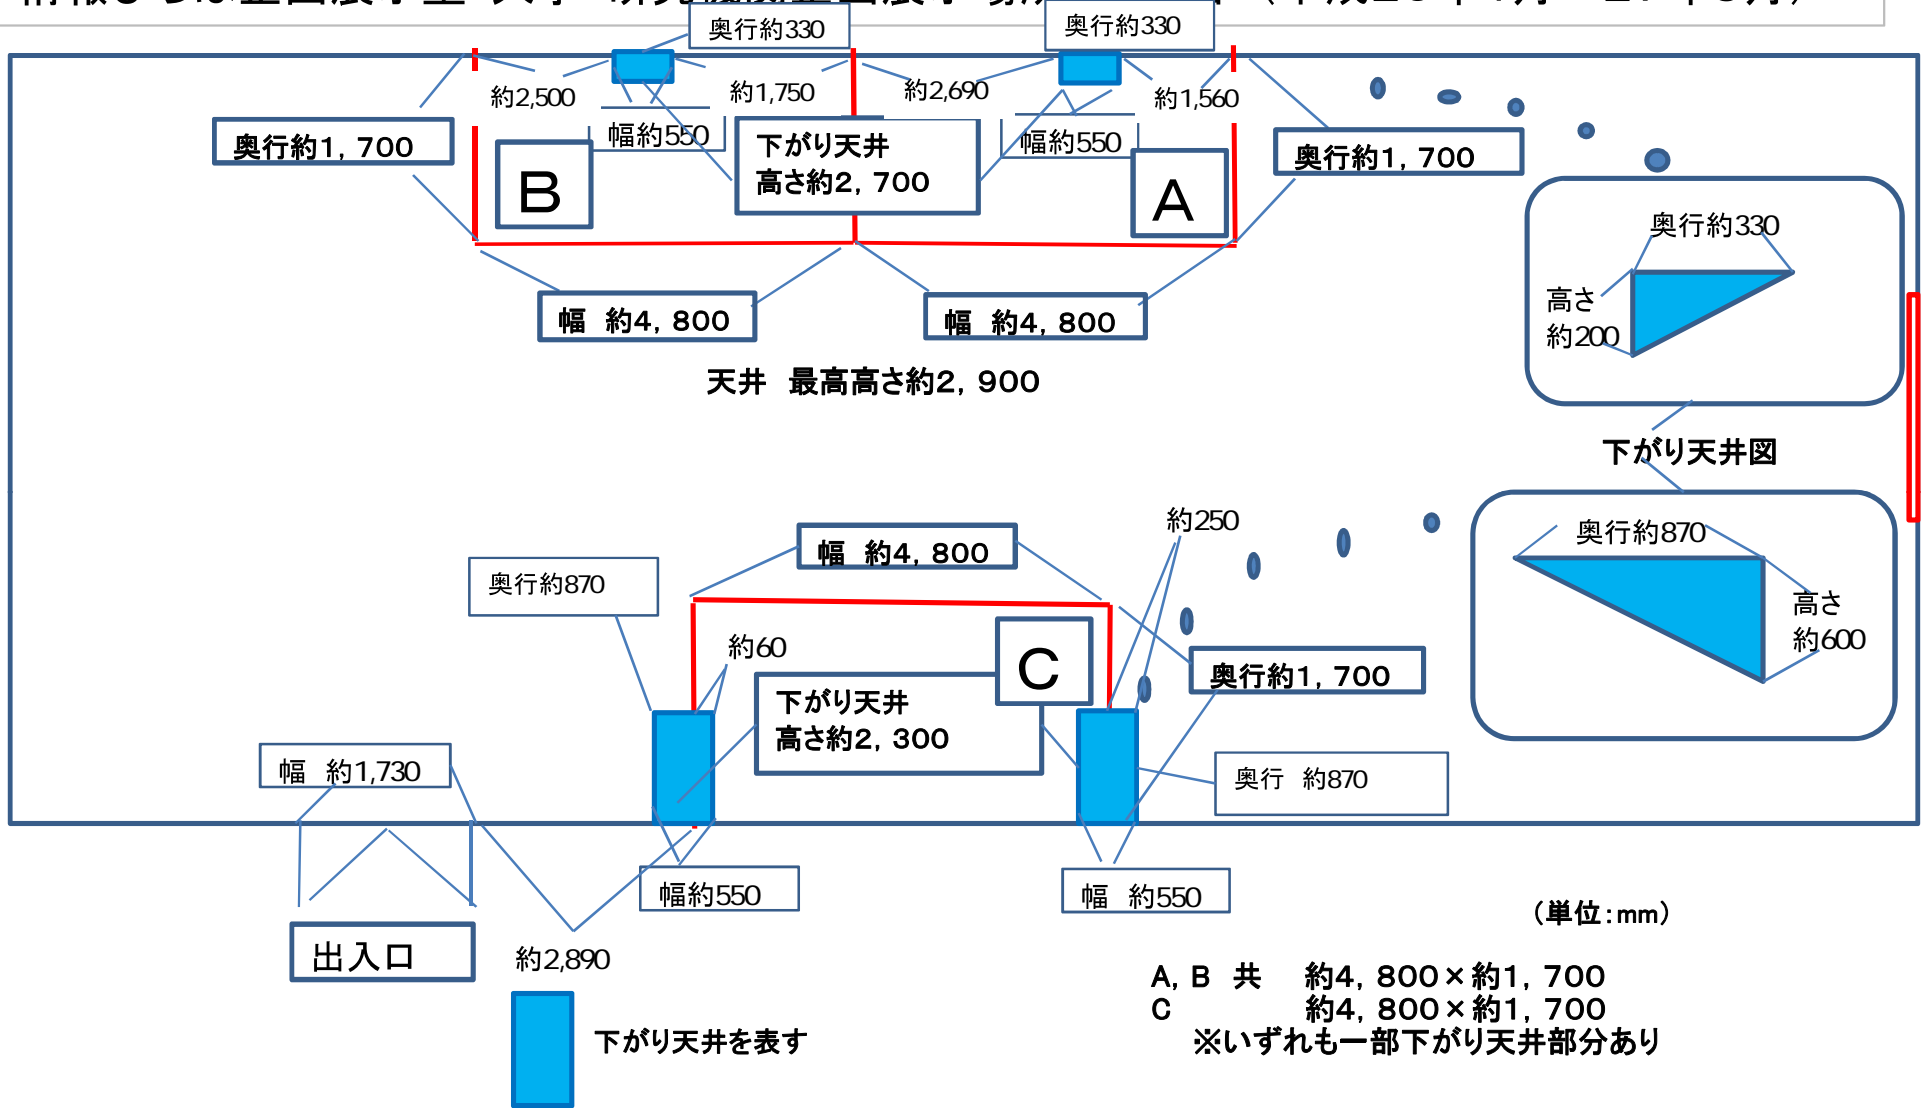 奥行約330
奥行約330
約2,500
約1,750
約2,690
約1,560
幅約550
幅約550
奥行約1,700
B
下がり天井
高さ約2,700
A
奥行約1,700
奥行約330
高さ
約200
幅 約4,800
幅 約4,800
天井 最高高さ約2,900
下がり天井図
約250
奥行約870
幅 約4,800
奥行約870
高さ
約600
約60
C
下がり天井
高さ約2,300
奥行約1,700
幅 約1,730
奥行 約870
幅約550
幅 約550
出入口
約2,890
(単位:mm)
A,B 共 約4,800×約1,700
C 約4,800×約1,700
※いずれも一部下がり天井部分あり
下がり天井を表す